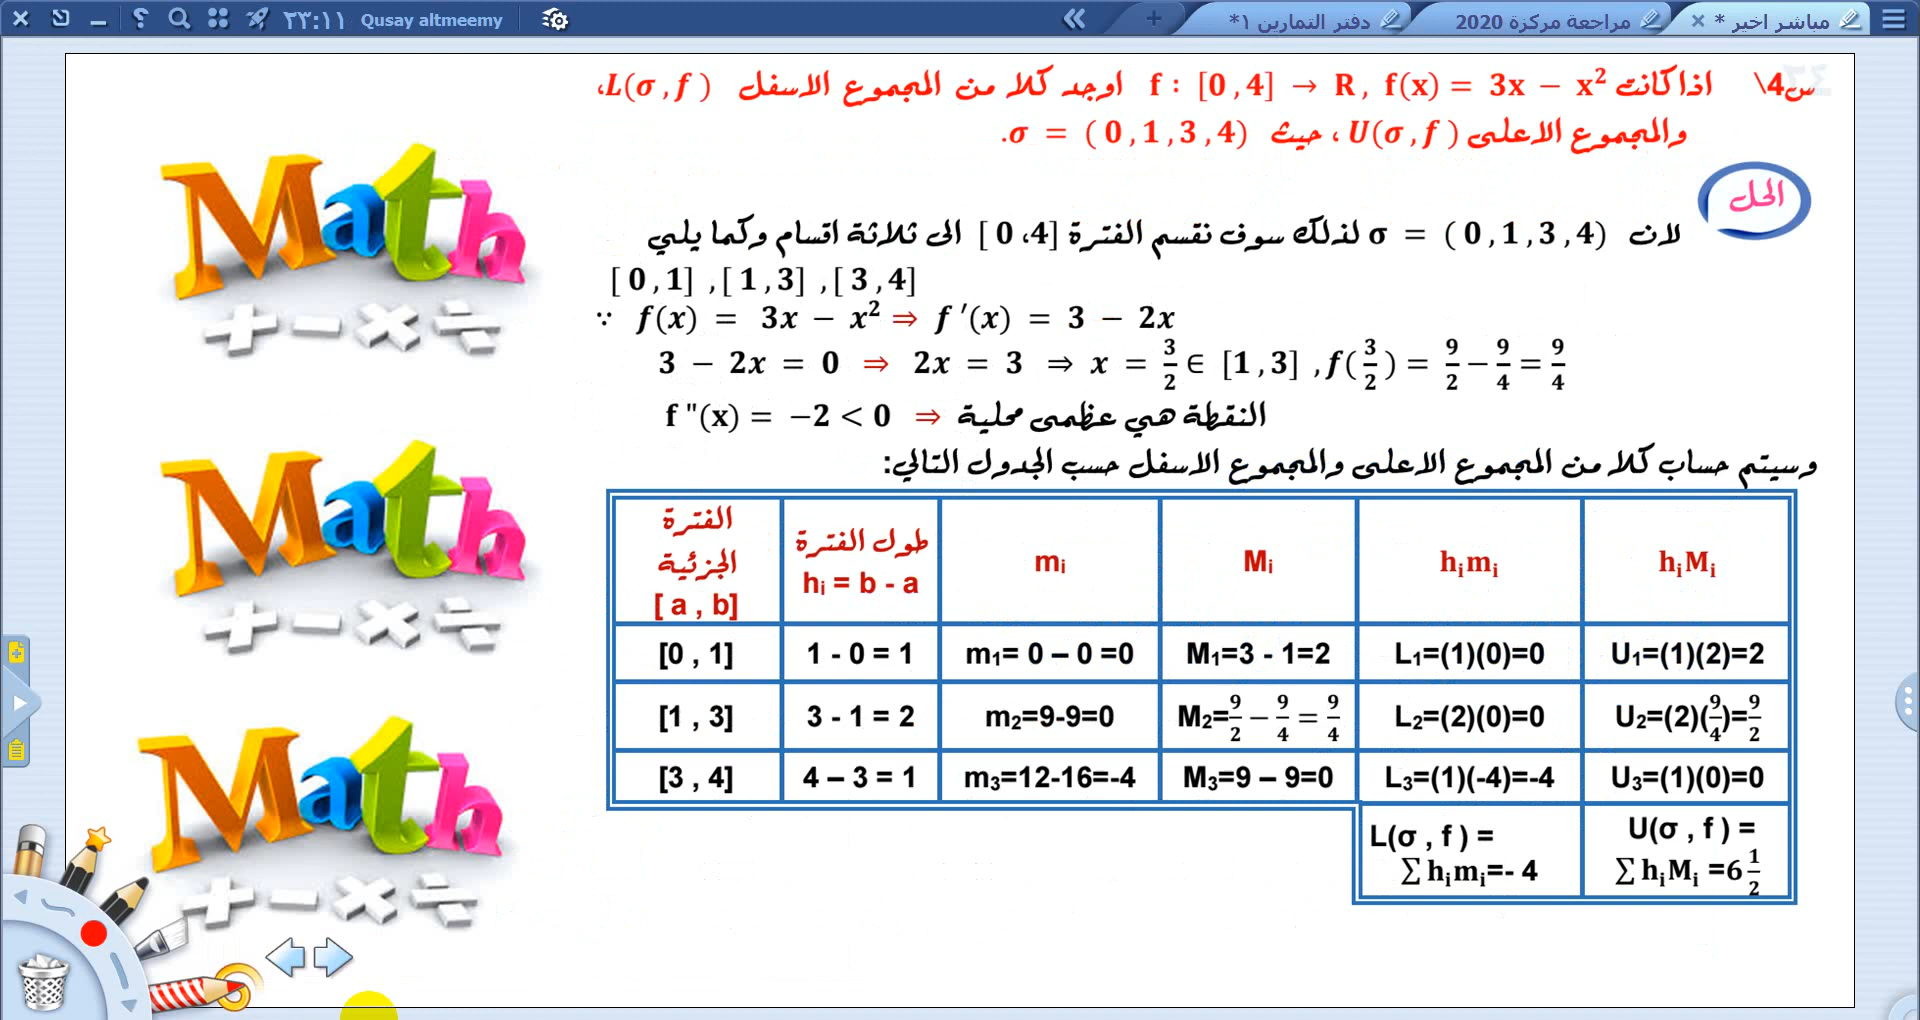 23:11 Qusay altmeemy
دفتر التمارين ١*
مراجعة مركزة 2020
مباشر اخير *
س4\ اذا كانت f : [0 , 4] → R, f(x) = 3x − x² اوجد كلا من المجموع الاسفل L(σ , f )،
والمجموع الاعلى U(σ , f ) ، حيث σ = ( 0 , 1 , 3 , 4).
الحل
لان σ = ( 0 , 1 , 3 , 4) لذلك سوف نقسم الفترة [ 0 ،4] الى ثلاثة اقسام وكما يلي
[ 0 , 1] , [ 1 , 3] , [ 3 , 4]
∵ f(x) = 3x − x² ⇒ f ′(x) = 3 − 2x
3 − 2x = 0 ⇒ 2x = 3 ⇒ x = 3/2 ∈ [1 , 3] , f(3/2) = 9/2 − 9/4 = 9/4
f "(x) = −2 < 0 ⇒ النقطة هي عظمى محلية
وسيتم حساب كلا من المجموع الاعلى والمجموع الاسفل حسب الجدول التالي:
الفترة الجزئية [ a , b] طول الفترة hᵢ = b - a mᵢ Mᵢ hᵢmᵢ hᵢMᵢ
[0 , 1] 1 - 0 = 1 m₁= 0 – 0 =0 M₁=3 - 1=2 L₁=(1)(0)=0 U₁=(1)(2)=2
[1 , 3] 3 - 1 = 2 m₂=9-9=0 M₂=9/2 − 9/4 = 9/4 L₂=(2)(0)=0 U₂=(2)(9/4)=9/2
[3 , 4] 4 – 3 = 1 m₃=12-16=-4 M₃=9 – 9=0 L₃=(1)(-4)=-4 U₃=(1)(0)=0
L(σ , f ) = ∑ hᵢmᵢ=- 4 U(σ , f ) = ∑ hᵢMᵢ =6 1/2
Math
Math
Math